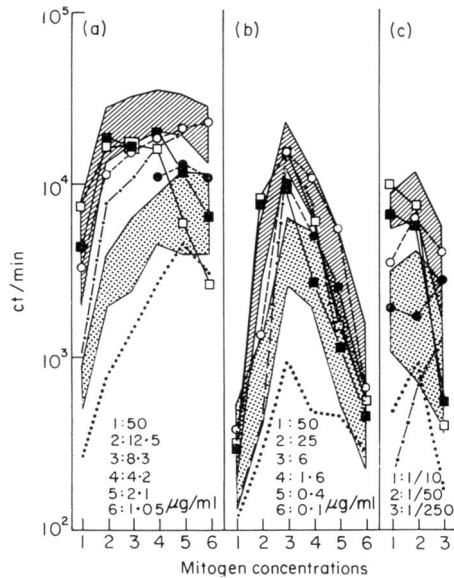 10⁵
(a)
(b)
(c)
10⁴
ct/min
10³
1:50
2:12·5
3:8·3
4:4·2
5:2·1
6:1·05 μg/ml
1:50
2:25
3:6
4:1·6
5:0·4
6:0·1 μg/ml
1:1/10
2:1/50
3:1/250
10²
1 2 3 4 5 6
1 2 3 4 5 6
1 2 3
Mitogen concentrations